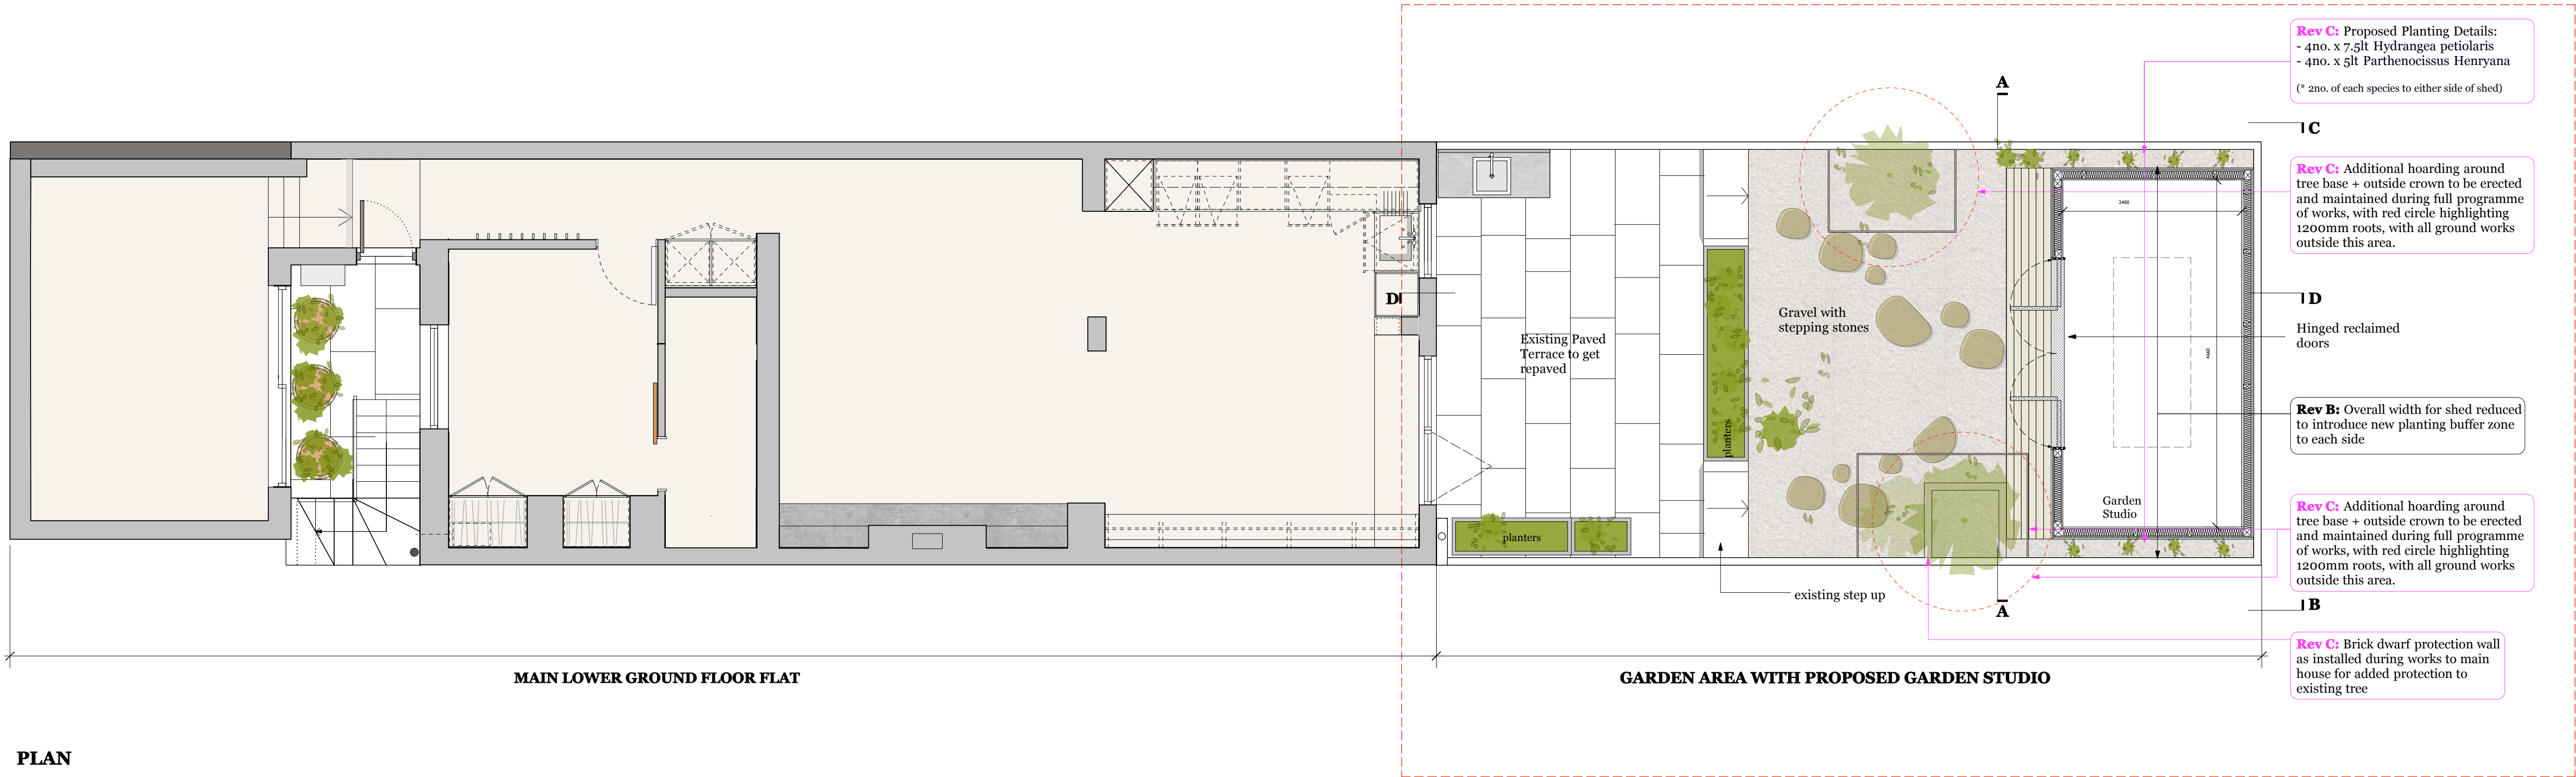 Rev C: Proposed Planting Details:
- 4no. x 7.5lt Hydrangea petiolaris
- 4no. x 5lt Parthenocissus Henryana
(* 2no. of each species to either side of shed)
A
C
Rev C: Additional hoarding around
tree base + outside crown to be erected
and maintained during full programme
of works, with red circle highlighting
1200mm roots, with all ground works
outside this area.
2400
D
D
Hinged reclaimed
doors
Gravel with
stepping stones
Existing Paved
Terrace to get
repaved
4660
planters
Rev B: Overall width for shed reduced
to introduce new planting buffer zone
to each side
Garden
Studio
planters
Rev C: Additional hoarding around
tree base + outside crown to be erected
and maintained during full programme
of works, with red circle highlighting
1200mm roots, with all ground works
outside this area.
existing step up
A
B
Rev C: Brick dwarf protection wall
as installed during works to main
house for added protection to
existing tree
MAIN LOWER GROUND FLOOR FLAT
GARDEN AREA WITH PROPOSED GARDEN STUDIO
PLAN